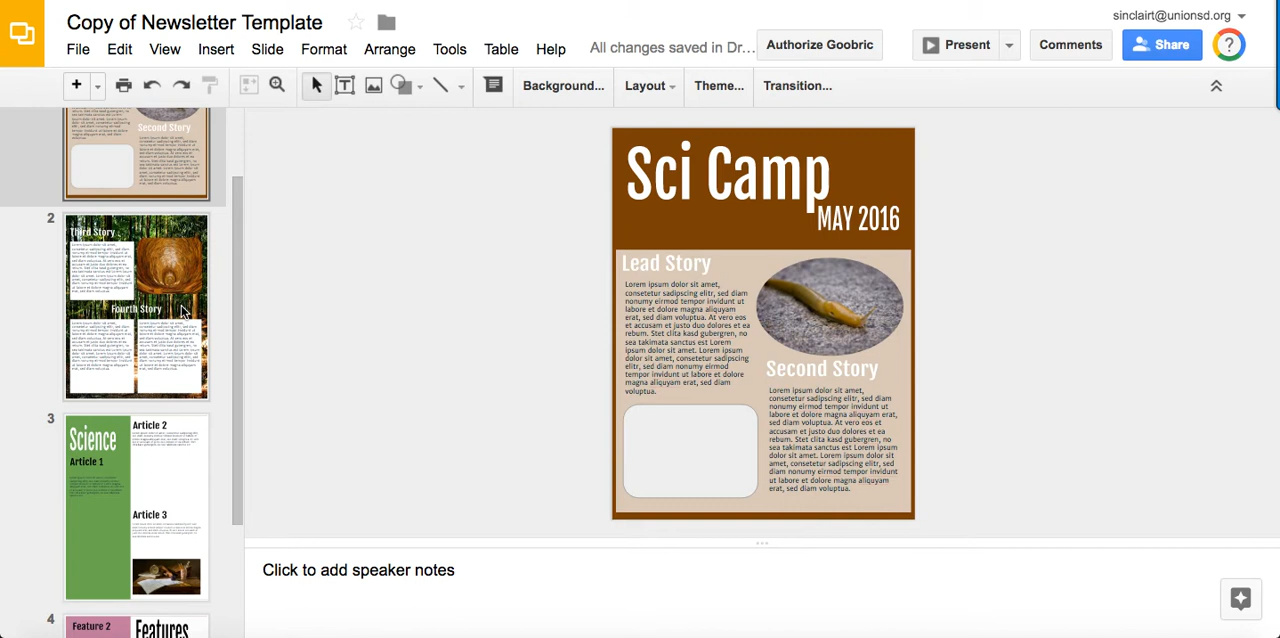 Copy of Newsletter Template
sinclairt@unionsd.org
File Edit View Insert Slide Format Arrange Tools Table Help All changes saved in Dr... Authorize Goobric Present Comments Share ?
Background... Layout Theme... Transition...
Second Story
2
Third Story
Fourth Story
3
Science
Article 1
Article 2
Article 3
4
Feature 2
Features
Sci Camp
MAY 2016
Lead Story
Lorem ipsum dolor sit amet,
consetetur sadipscing elitr, sed diam
nonumy eirmod tempor invidunt ut
labore et dolore magna aliquyam
erat, sed diam voluptua. At vero eos
et accusam et justo duo dolores et ea
rebum. Stet clita kasd gubergren, no
sea takimata sanctus est Lorem
ipsum dolor sit amet. Lorem ipsum
dolor sit amet, consetetur sadipscing
elitr, sed diam nonumy eirmod
tempor invidunt ut labore et dolore
magna aliquyam erat, sed diam
voluptua.
Second Story
Lorem ipsum dolor sit amet,
consetetur sadipscing elitr, sed diam
nonumy eirmod tempor invidunt ut
labore et dolore magna aliquyam
erat, sed diam voluptua. At vero eos
et accusam et justo duo dolores et ea
rebum. Stet clita kasd gubergren, no
sea takimata sanctus est Lorem
ipsum dolor sit amet. Lorem ipsum
dolor sit amet, consetetur sadipscing
elitr, sed diam nonumy eirmod
tempor invidunt ut labore et dolore
magna aliquyam erat, sed diam voluptua.
Click to add speaker notes